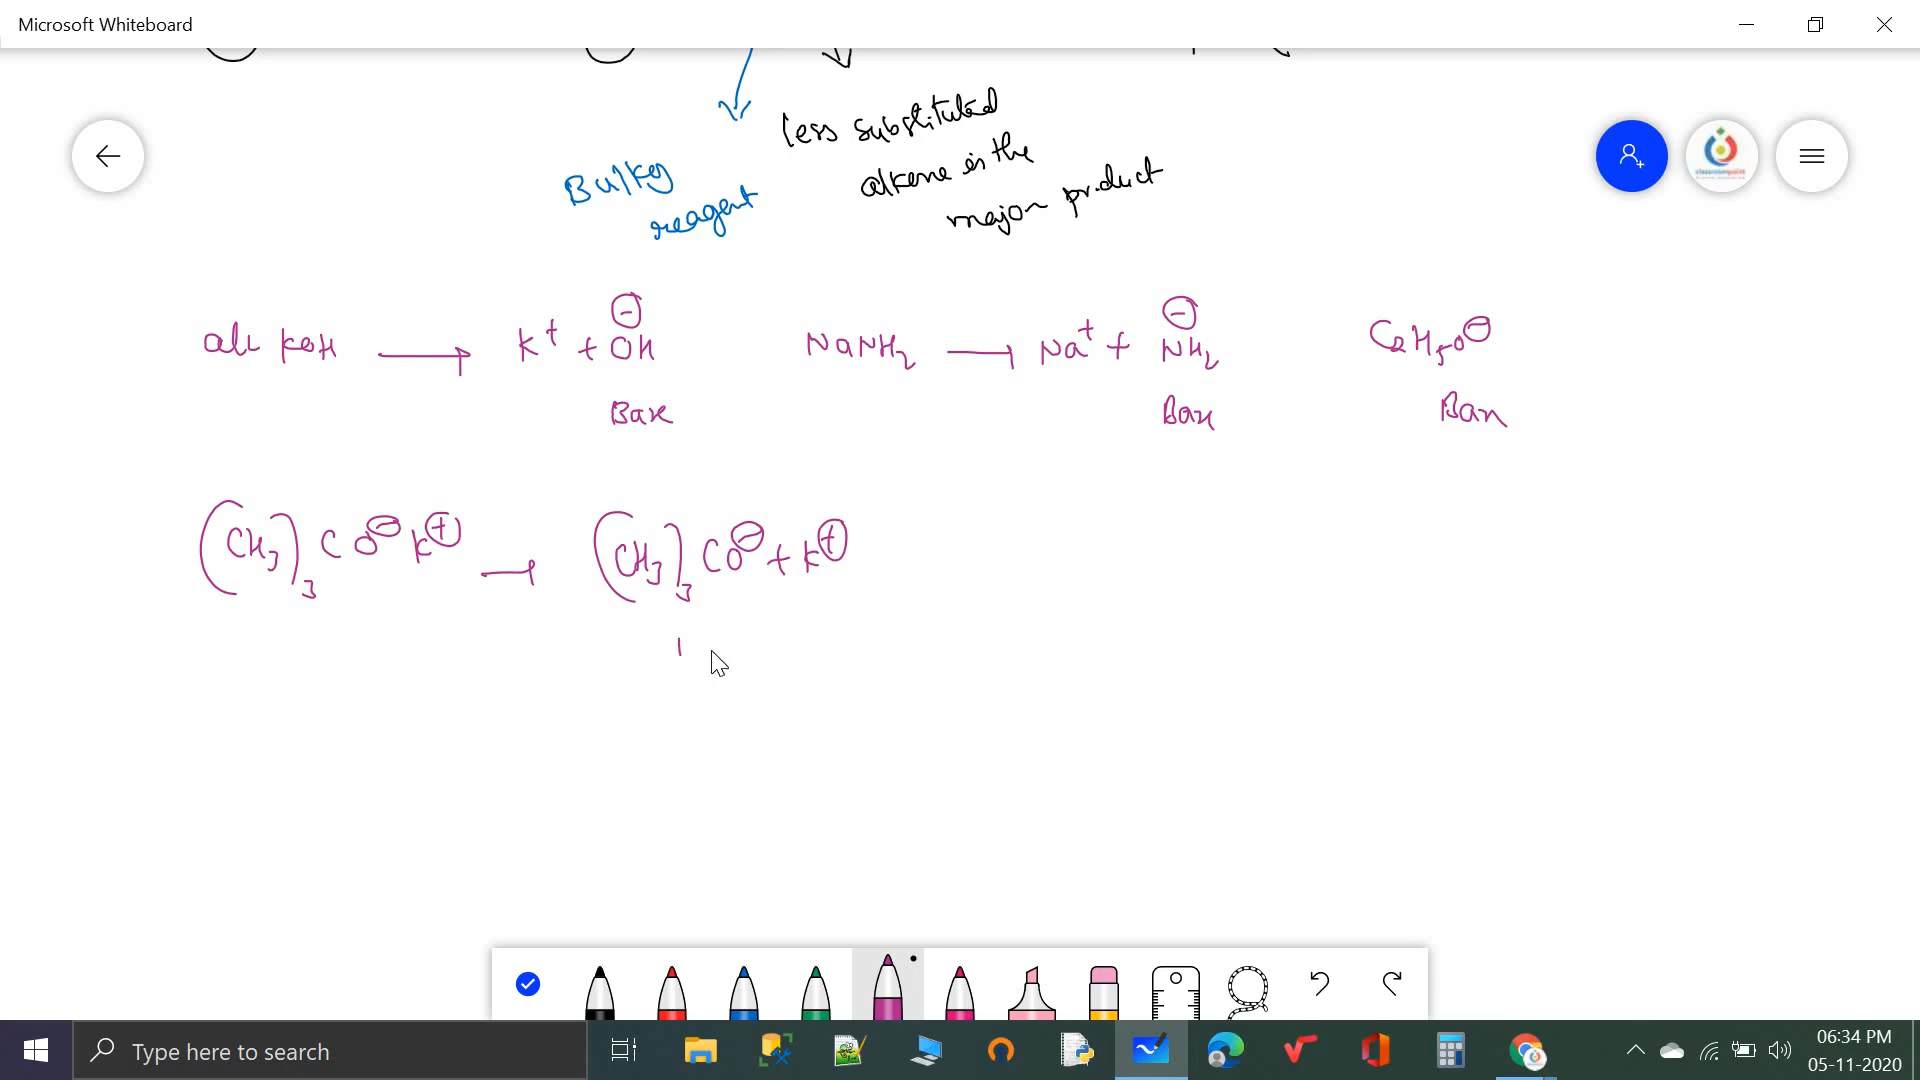 Microsoft Whiteboard
less substituted
alkene is the
major product
Bulky
reagent
alc KOH ⟶ K⁺ + OH⊖
NaNH₂ ⟶ Na⁺ + NH₂⊖
C₂H₅O⊖
Base
Base
Base
(CH₃)₃CO⊖K⊕ ⟶ (CH₃)₃CO⊖ + K⊕
Type here to search
06:34 PM
05-11-2020